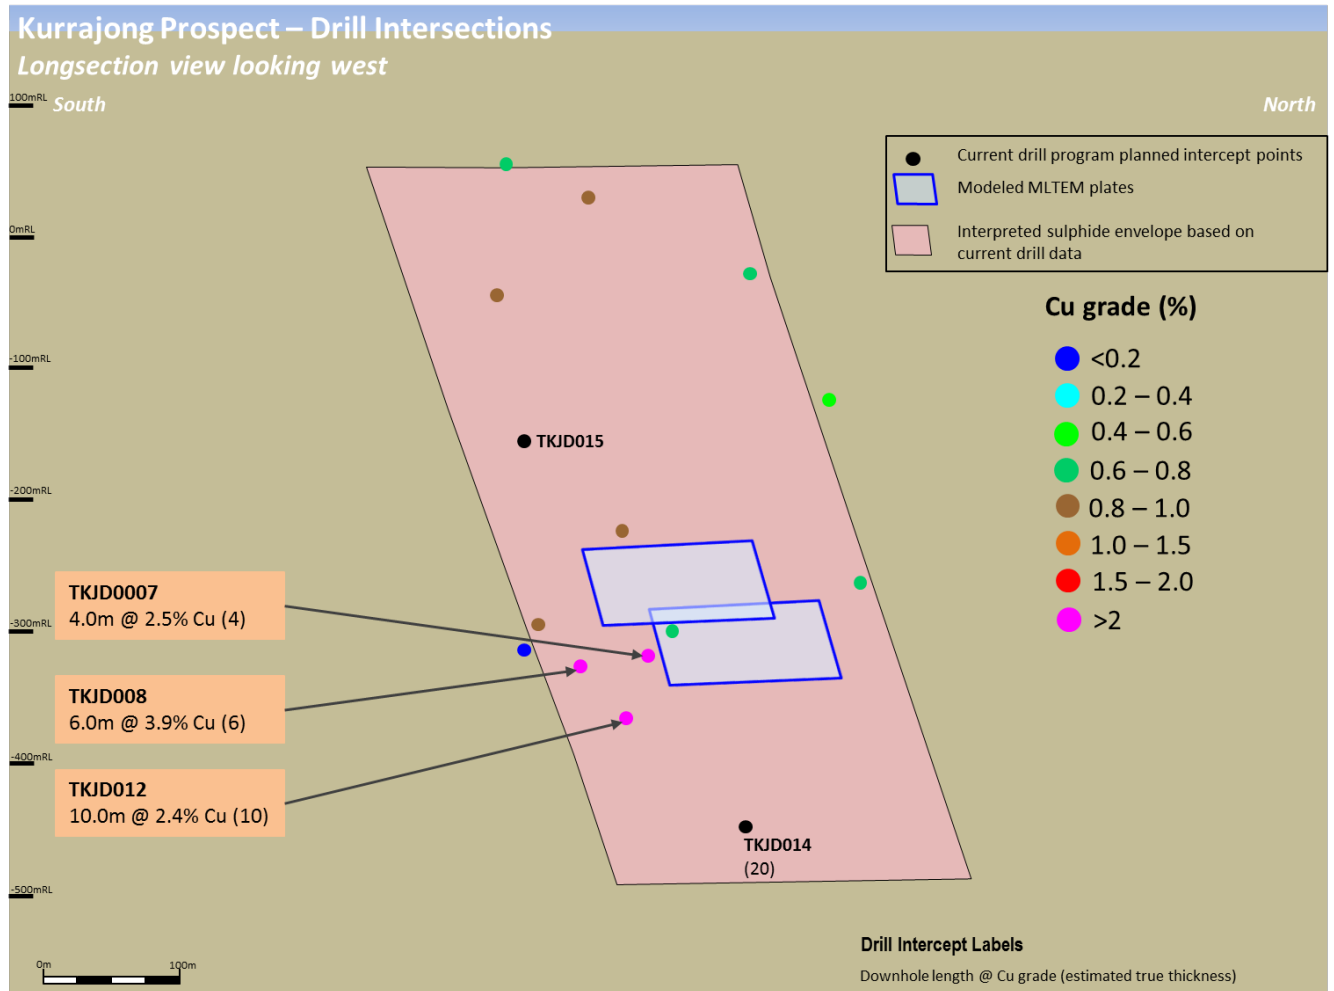 Kurrajong Prospect – Drill Intersections
Longsection view looking west
100mRL
South
North
Current drill program planned intercept points
Modeled MLTEM plates
Interpreted sulphide envelope based on
current drill data
0mRL
Cu grade (%)
<0.2
0.2 – 0.4
0.4 – 0.6
0.6 – 0.8
0.8 – 1.0
1.0 – 1.5
1.5 – 2.0
>2
-100mRL
TKJD015
-200mRL
TKJD0007
4.0m @ 2.5% Cu (4)
-300mRL
TKJD008
6.0m @ 3.9% Cu (6)
-400mRL
TKJD012
10.0m @ 2.4% Cu (10)
TKJD014
(20)
-500mRL
Drill Intercept Labels
Downhole length @ Cu grade (estimated true thickness)
0m
100m